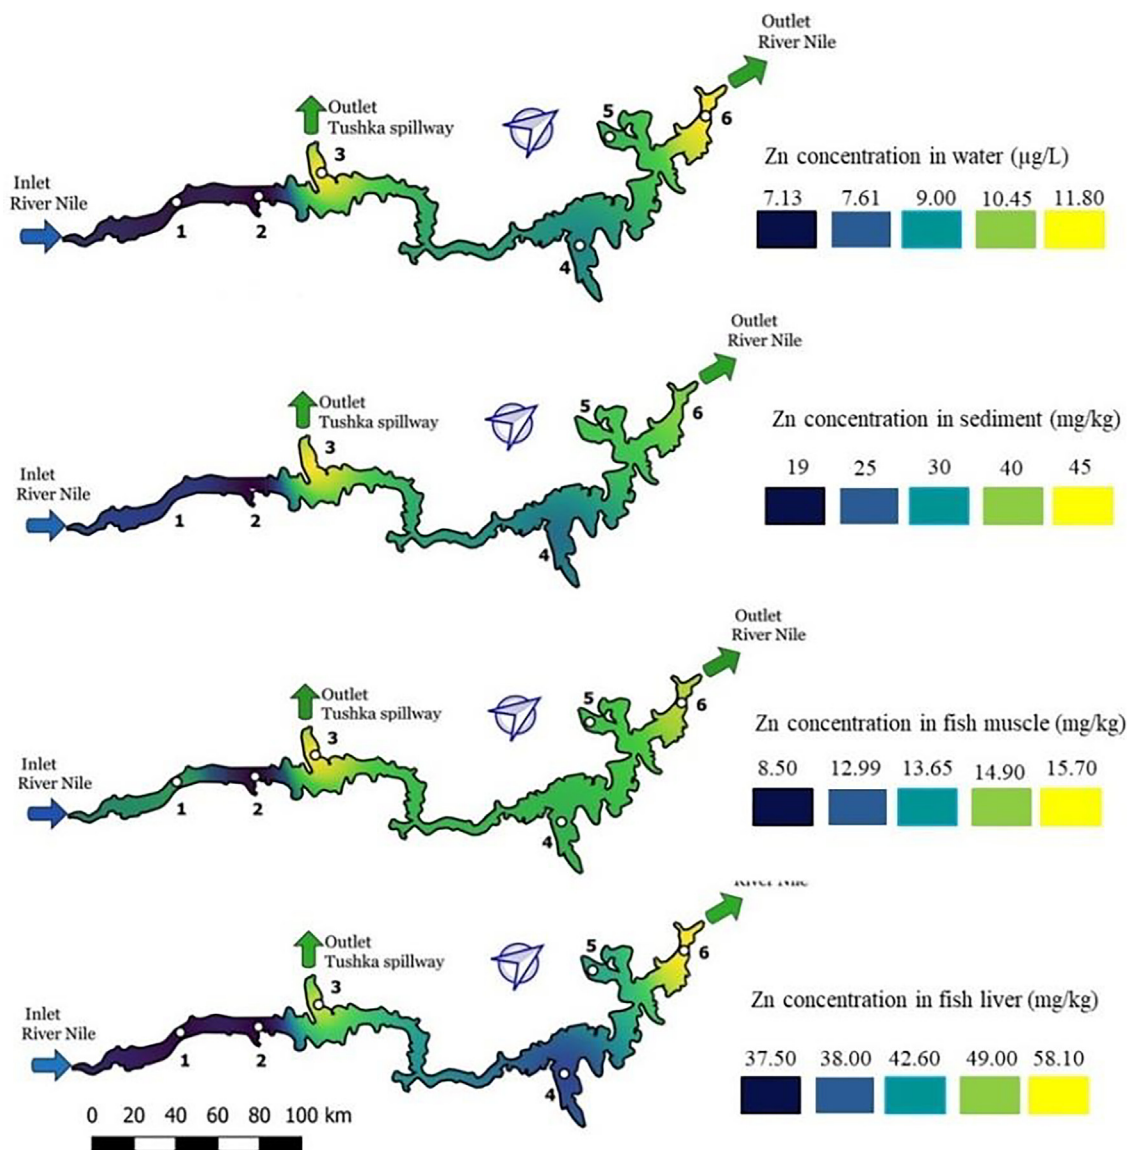 Outlet
River Nile
Outlet
Tushka spillway
Inlet
River Nile
1
2
3
4
5
6
Zn concentration in water (µg/L)
7.13 7.61 9.00 10.45 11.80
Outlet
River Nile
Outlet
Tushka spillway
Inlet
River Nile
1
2
3
4
5
6
Zn concentration in sediment (mg/kg)
19 25 30 40 45
Outlet
River Nile
Outlet
Tushka spillway
Inlet
River Nile
1
2
3
4
5
6
Zn concentration in fish muscle (mg/kg)
8.50 12.99 13.65 14.90 15.70
River Nile
Outlet
Tushka spillway
Inlet
River Nile
1
2
3
4
5
6
Zn concentration in fish liver (mg/kg)
37.50 38.00 42.60 49.00 58.10
0 20 40 60 80 100 km